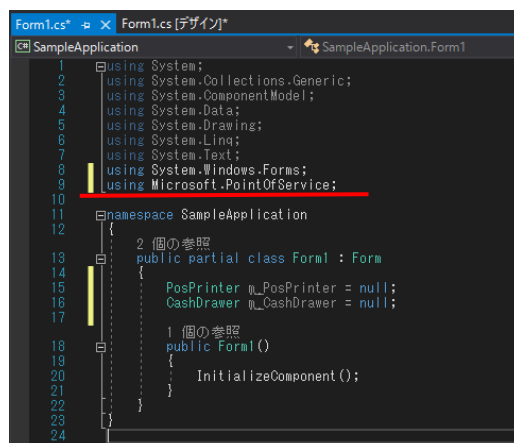 Form1.cs* Form1.cs [デザイン]*
C# SampleApplication SampleApplication.Form1
1 using System;
2 using System.Collections.Generic;
3 using System.ComponentModel;
4 using System.Data;
5 using System.Drawing;
6 using System.Linq;
7 using System.Text;
8 using System.Windows.Forms;
9 using Microsoft.PointOfService;
10
11 namespace SampleApplication
12 {
2 個の参照
13 public partial class Form1 : Form
14 {
15 PosPrinter m_PosPrinter = null;
16 CashDrawer m_CashDrawer = null;
17
1 個の参照
18 public Form1()
19 {
20 InitializeComponent();
21 }
22 }
23 }
24